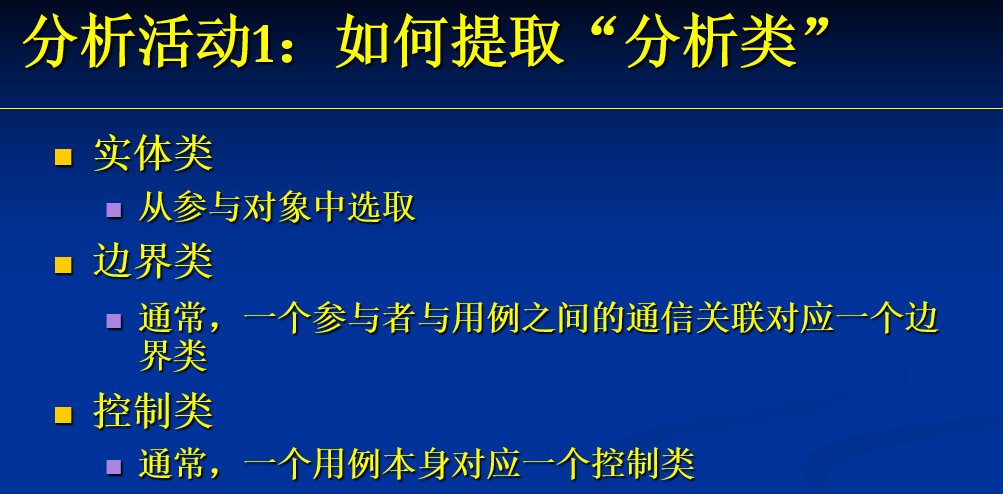 分析活动1：如何提取“分析类”
实体类
从参与对象中选取
边界类
通常，一个参与者与用例之间的通信关联对应一个边
界类
控制类
通常，一个用例本身对应一个控制类